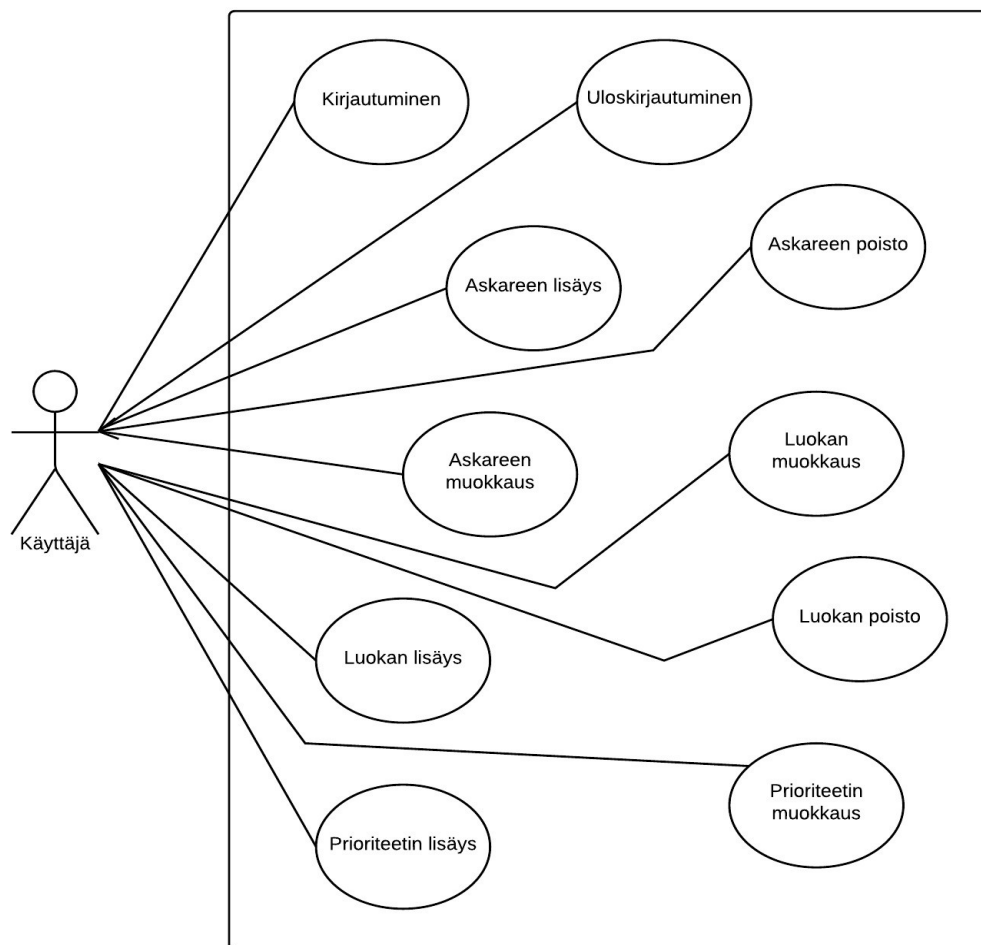 Kirjautuminen
Uloskirjautuminen
Askareen poisto
Askareen lisäys
Askareen
muokkaus
Luokan
muokkaus
Käyttäjä
Luokan poisto
Luokan lisäys
Prioriteetin
muokkaus
Prioriteetin lisäys